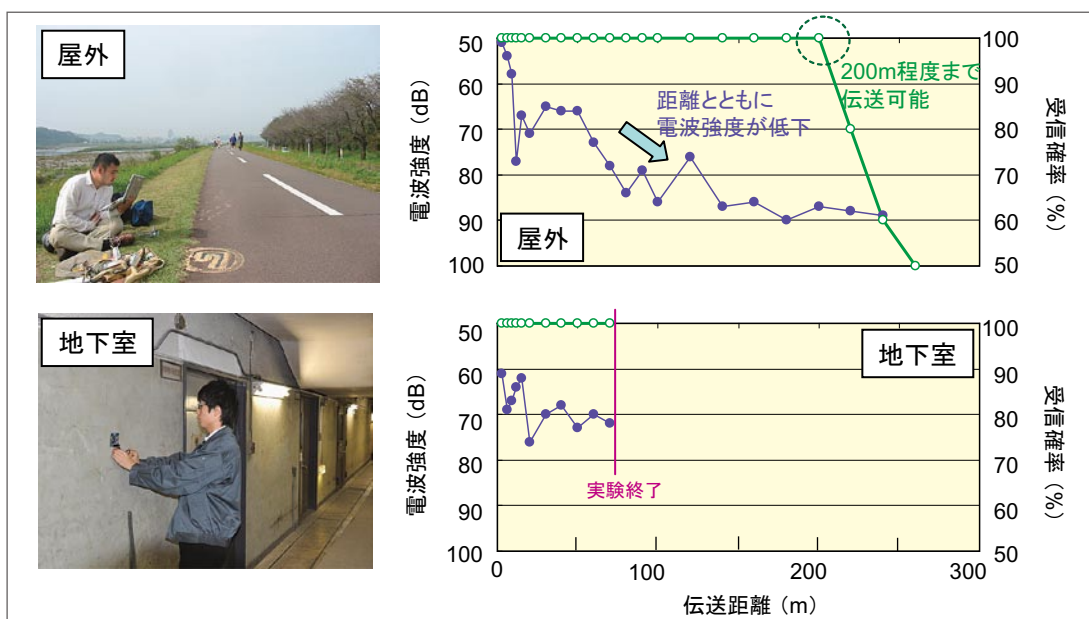 屋外
50
60
70
80
90
100
電波強度（dB）
距離とともに
電波強度が低下
200m程度まで
伝送可能
屋外
100
90
80
70
60
50
受信確率（%）
地下室
50
60
70
80
90
100
電波強度（dB）
実験終了
地下室
100
90
80
70
60
50
受信確率（%）
0
100
200
300
伝送距離（m）